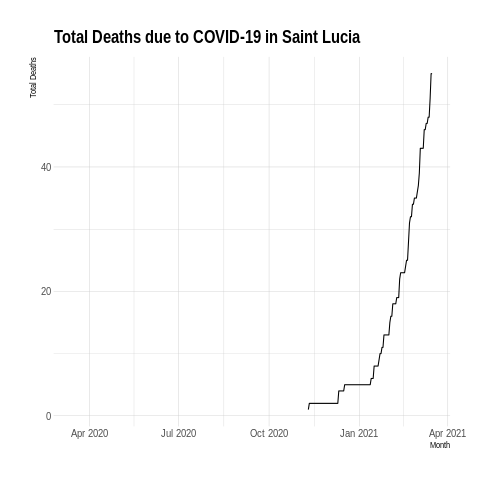 Total Deaths due to COVID-19 in Saint Lucia
Total Deaths
40
20
0
Apr 2020 Jul 2020 Oct 2020 Jan 2021 Apr 2021
Month